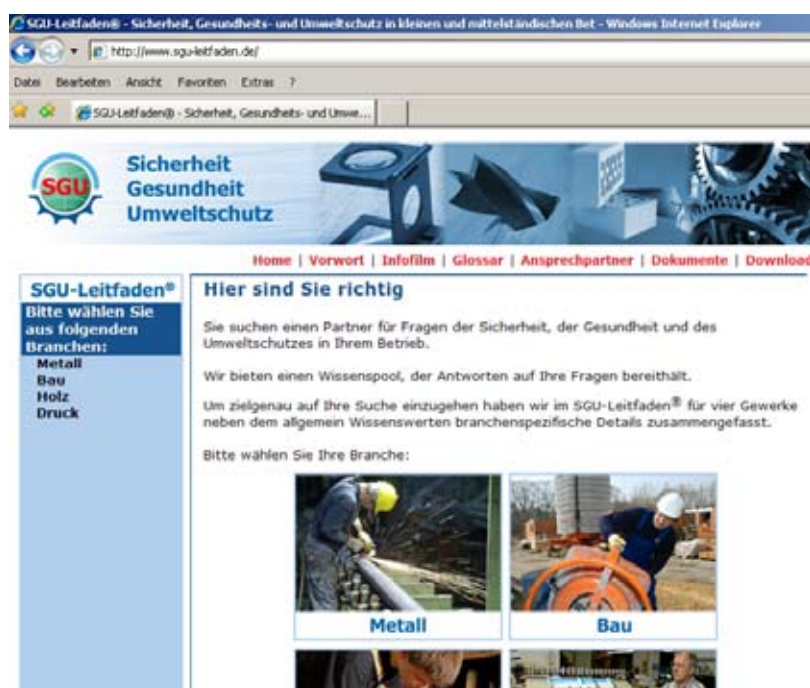 SGU-Leitfaden® - Sicherheit, Gesundheits- und Umweltschutz in kleinen und mittelständischen Bet - Windows Internet Explorer
http://www.sgu-leitfaden.de/
Datei Bearbeiten Ansicht Favoriten Extras ?
SGU-Leitfaden® - Sicherheit, Gesundheits- und Umwe...
SGU
Sicherheit
Gesundheit
Umweltschutz
Home | Vorwort | Infofilm | Glossar | Ansprechpartner | Dokumente | Download
SGU-Leitfaden®
Bitte wählen Sie
aus folgenden
Branchen:
Metall
Bau
Holz
Druck
Hier sind Sie richtig
Sie suchen einen Partner für Fragen der Sicherheit, der Gesundheit und des
Umweltschutzes in Ihrem Betrieb.
Wir bieten einen Wissenspool, der Antworten auf Ihre Fragen bereithält.
Um zielgenau auf Ihre Suche einzugehen haben wir im SGU-Leitfaden® für vier Gewerke
neben dem allgemein Wissenswerten branchenspezifische Details zusammengefasst.
Bitte wählen Sie Ihre Branche:
Metall
Bau